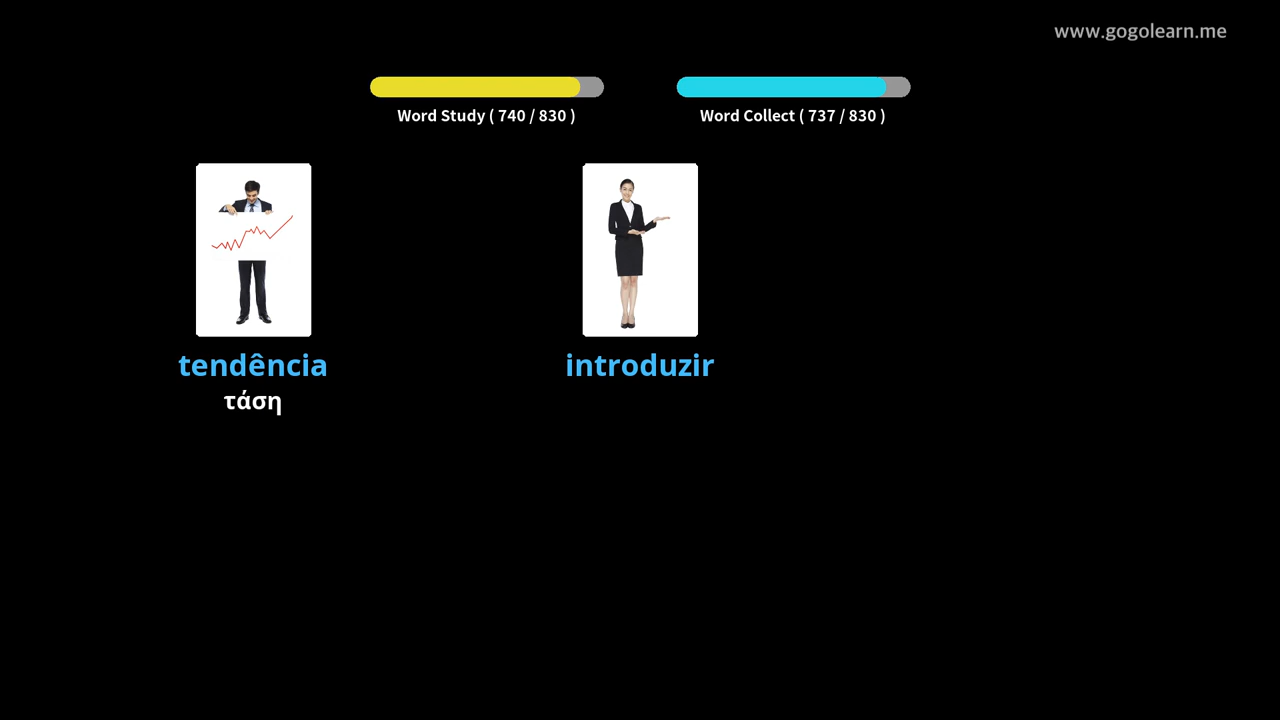 www.gogolearn.me
Word Study ( 740 / 830 )
Word Collect ( 737 / 830 )
tendência
τάση
introduzir